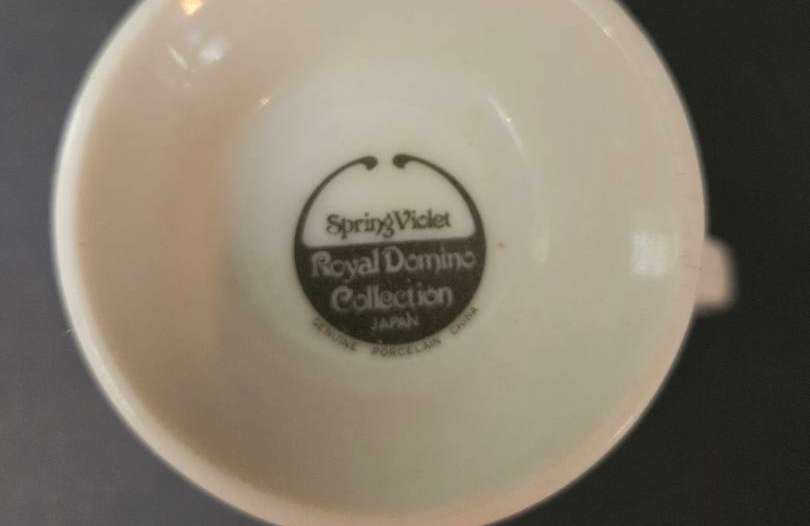 Spring Violet
Royal Domino
Collection
JAPAN
GENUINE PORCELAIN CHINA